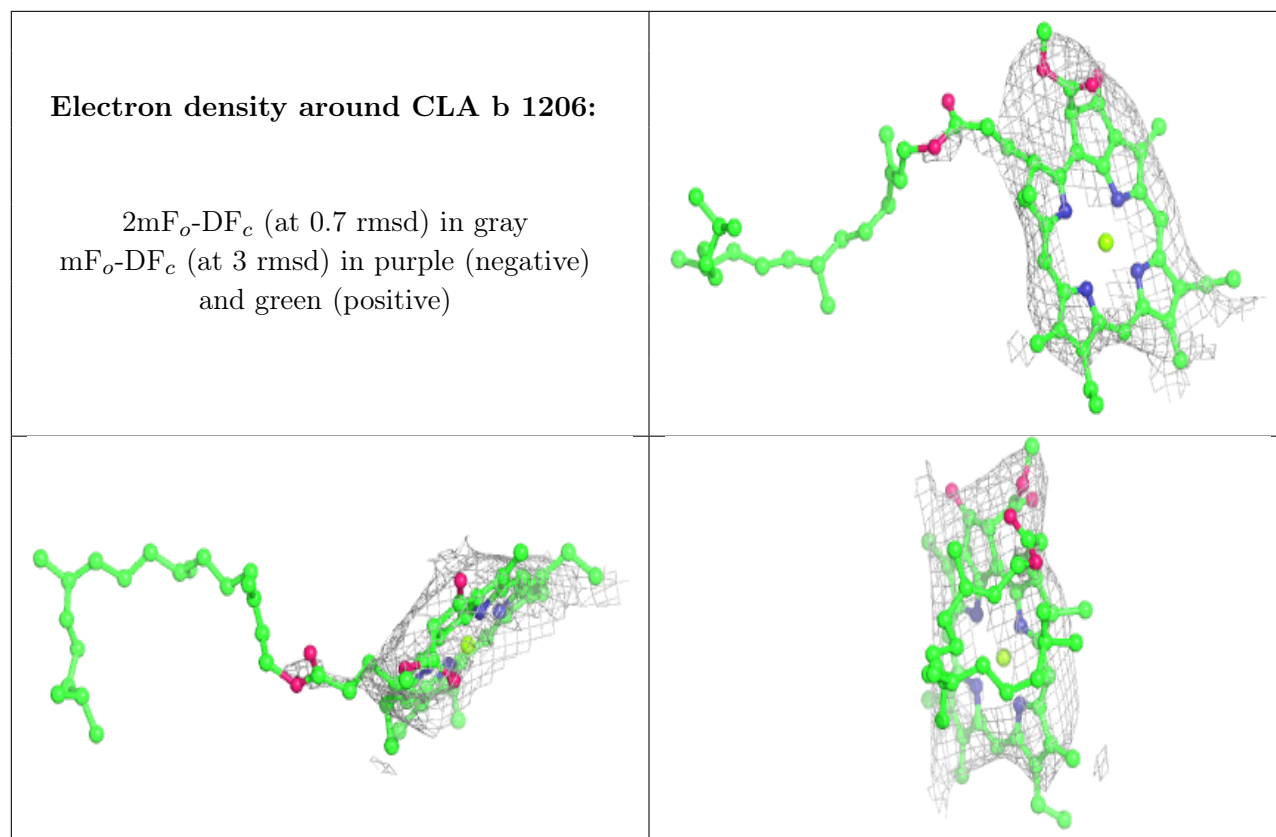 Electron density around CLA b 1206:
2mFo-DFc (at 0.7 rmsd) in gray
mFo-DFc (at 3 rmsd) in purple (negative)
and green (positive)